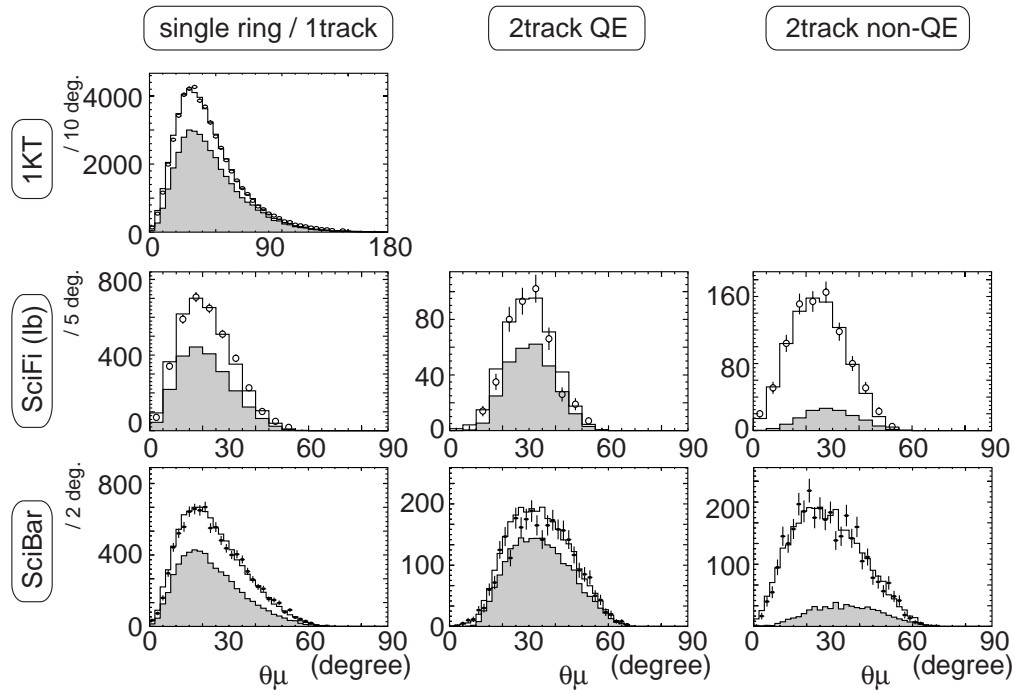 single ring / 1track
2track QE
2track non-QE
1KT
/ 10 deg.
4000
2000
0
0 90 180
SciFi (Ib)
/ 5 deg.
800
400
0
0 30 60 90
80
40
0
0 30 60 90
160
80
0
0 30 60 90
SciBar
/ 2 deg.
800
400
0
0 30 60 90
θμ (degree)
200
100
0
0 30 60 90
θμ (degree)
200
100
0
0 30 60 90
θμ (degree)